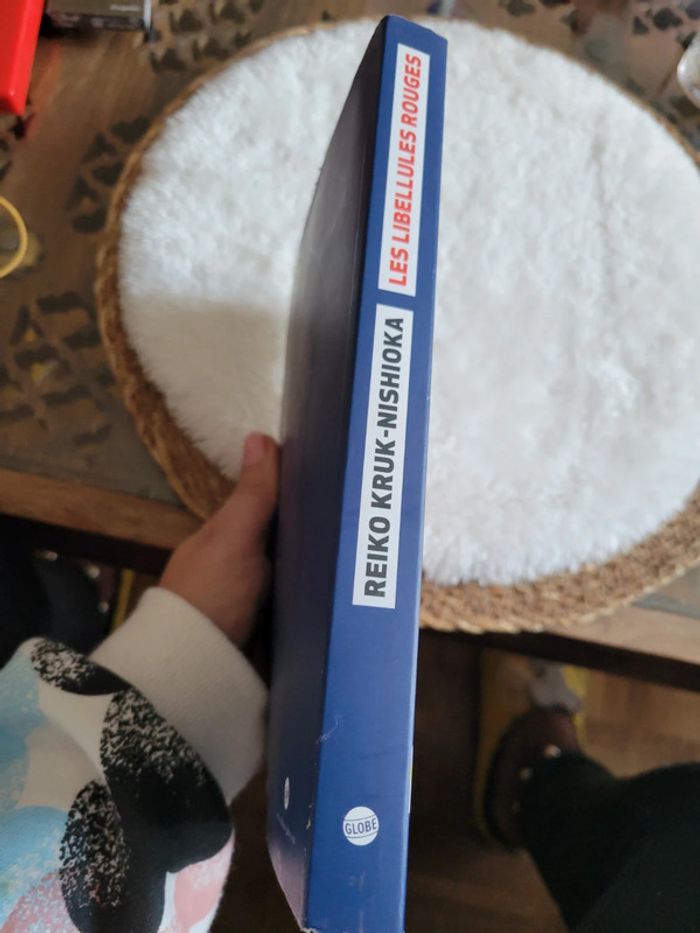 REIKO KRUK-NISHIOKA
LES LIBELLULES ROUGES
GLOBE